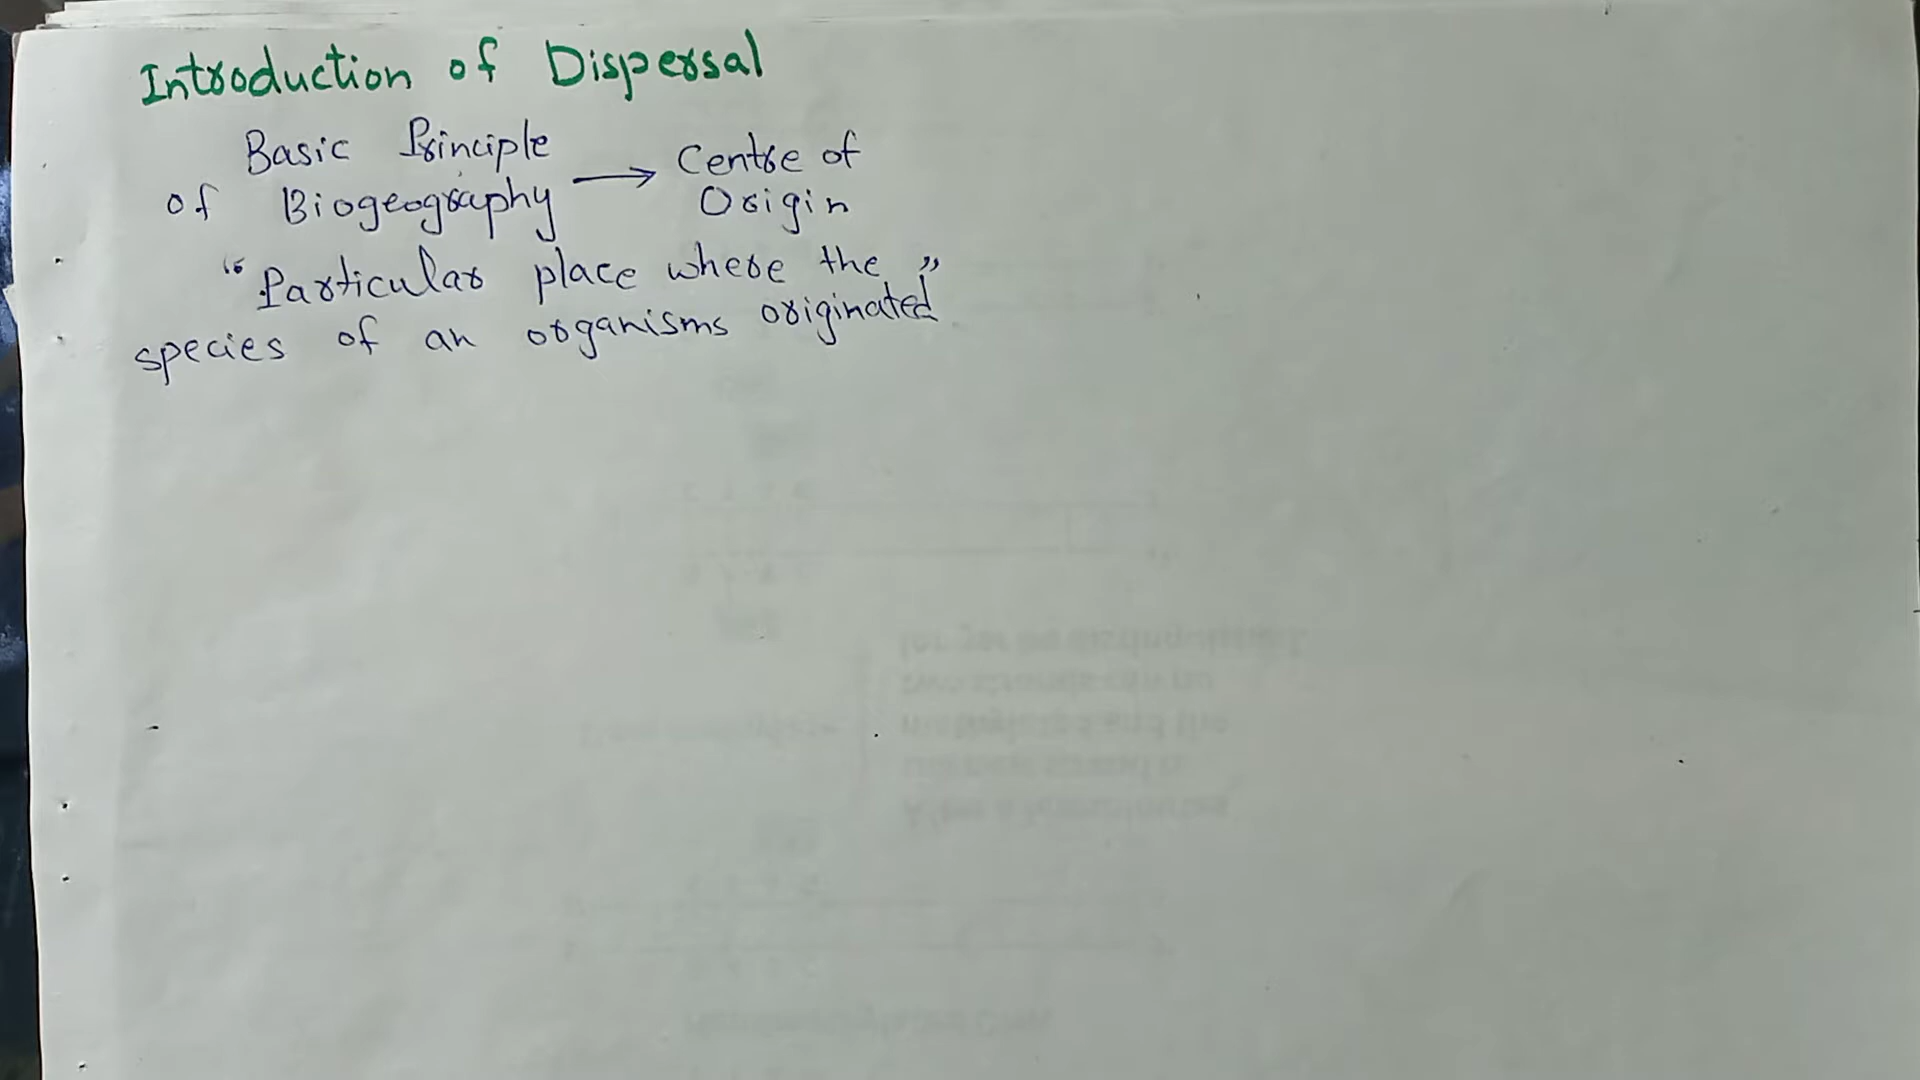 Introduction of Dispersal
Basic Principle
of Biogeography → Centre of
Origin
"Particular place where the"
species of an organisms originated